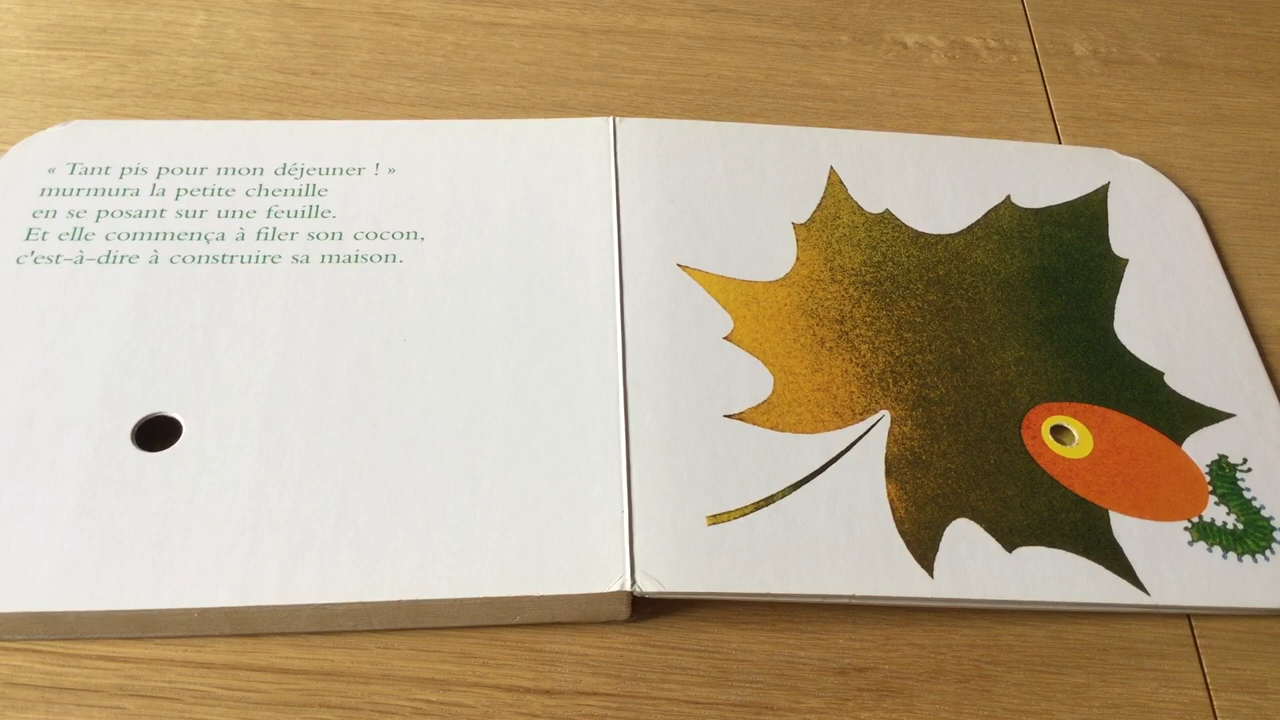 « Tant pis pour mon déjeuner ! »
murmura la petite chenille
en se posant sur une feuille.
Et elle commença à filer son cocon,
c'est-à-dire à construire sa maison.